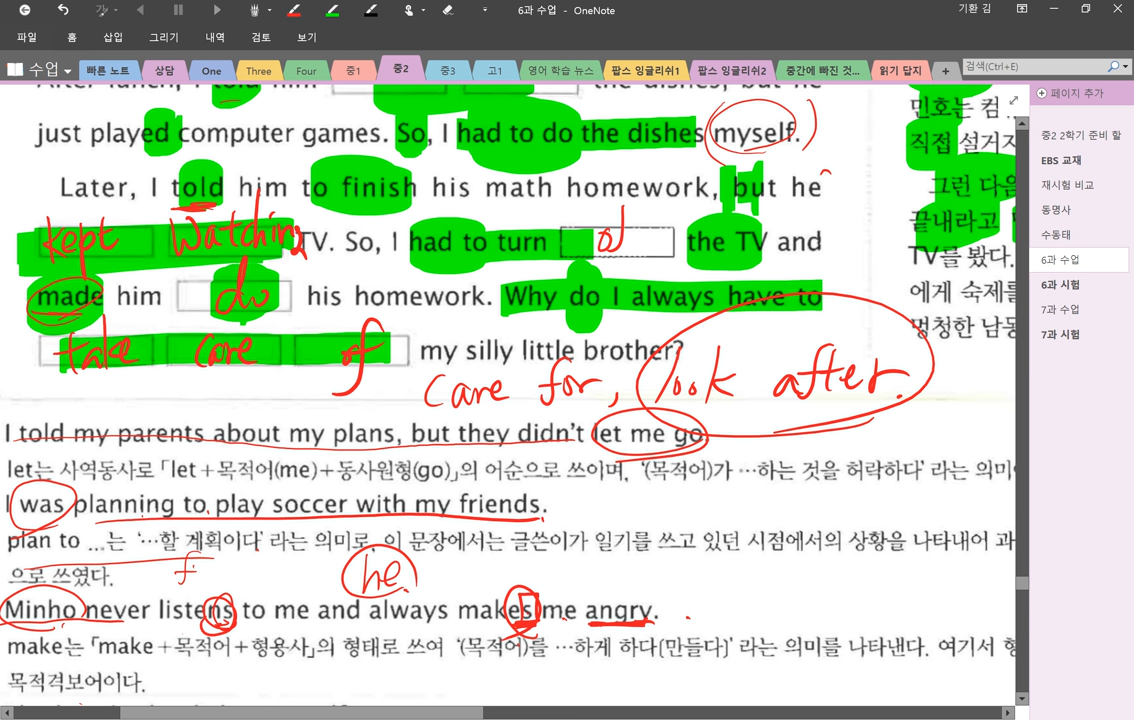 6과 수업 - OneNote
기환 김
파일 홈 삽입 그리기 내역 검토 보기
수업 빠른 노트 상담 One Three Four 중1 중2 중3 고1 영어 학습 뉴스 팝스 잉글리쉬1 팝스 잉글리쉬2 중간에 빠진 것... 읽기 답지 + 검색(Ctrl+E)
페이지 추가
중2 2학기 준비 할
EBS 교재
재시험 비교
동명사
수동태
6과 수업
6과 시험
7과 수업
7과 시험
After lunch, I told the dishes, but he
just played computer games. So, I had to do the dishes myself.)
Later, I told him to finish his math homework, but he
kept watching TV. So, I had to turn the TV and
made him do his homework. Why do I always have to
take care of my silly little brother?
care for, look after.
민호는 컴
직접 설거지
그런 다음
끝내라고
TV를 봤다.
에게 숙제를
멍청한 남동
I told my parents about my plans, but they didn't let me go
let는 사역동사로 「let+목적어(me)+동사원형(go)」의 어순으로 쓰이며, '(목적어)가 …하는 것을 허락하다' 라는 의미
I was planning to play soccer with my friends.
plan to …는 '…할 계획이다' 라는 의미로, 이 문장에서는 글쓴이가 일기를 쓰고 있던 시점에서의 상황을 나타내어 과
으로 쓰였다.
he
Minho never listens to me and always makes me angry.
make는 「make+목적어+형용사」의 형태로 쓰여 '(목적어)를 …하게 하다(만들다)' 라는 의미를 나타낸다. 여기서 형
목적격보어이다.